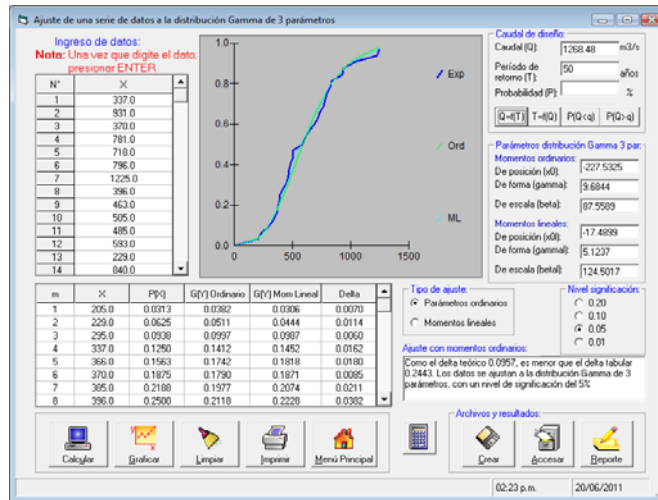 Ajuste de una serie de datos a la distribución Gamma de 3 parámetros
Ingreso de datos:
Nota: Una vez que digite el dato, presionar ENTER
N° X
1 337.0
2 931.0
3 370.0
4 781.0
5 718.0
6 796.0
7 1225.0
8 396.0
9 463.0
10 505.0
11 485.0
12 593.0
13 229.0
14 840.0
1.0
0.8
0.6
0.4
0.2
0.0
0 500 1000 1500
Exp
Ord
ML
Caudal de diseño:
Caudal (Q): 1268.48 m3/s
Período de retorno (T): 50 años
Probabilidad (P): %
Q=f(T) T=f(Q) P(Q<q) P(Q>q)
Parámetros distribución Gamma 3 par:
Momentos ordinarios:
De posición (x0): -227.5325
De forma (gamma): 9.6844
De escala (beta): 87.5589
Momentos lineales:
De posición (x0l): -17.4899
De forma (gammal): 5.1237
De escala (betal): 124.5017
m X P(X) G(Y) Ordinario G(Y) Mom Lineal Delta
1 205.0 0.0313 0.0382 0.0306 0.0070
2 229.0 0.0625 0.0511 0.0444 0.0114
3 295.0 0.0938 0.0997 0.0987 0.0060
4 337.0 0.1250 0.1412 0.1452 0.0162
5 366.0 0.1563 0.1742 0.1818 0.0180
6 370.0 0.1875 0.1790 0.1871 0.0085
7 385.0 0.2188 0.1977 0.2074 0.0211
8 396.0 0.2500 0.2118 0.2228 0.0382
Tipo de ajuste:
Parámetros ordinarios
Momentos lineales
Nivel significación:
0.20
0.10
0.05
0.01
Ajuste con momentos ordinarios:
Como el delta teórico 0.0957, es menor que el delta tabular
0.2443. Los datos se ajustan a la distribución Gamma de 3
parámetros, con un nivel de significación del 5%
Calcular Graficar Limpiar Imprimir Menú Principal
Archivos y resultados:
Crear Accesar Reporte
02:23 p.m. 20/06/2011